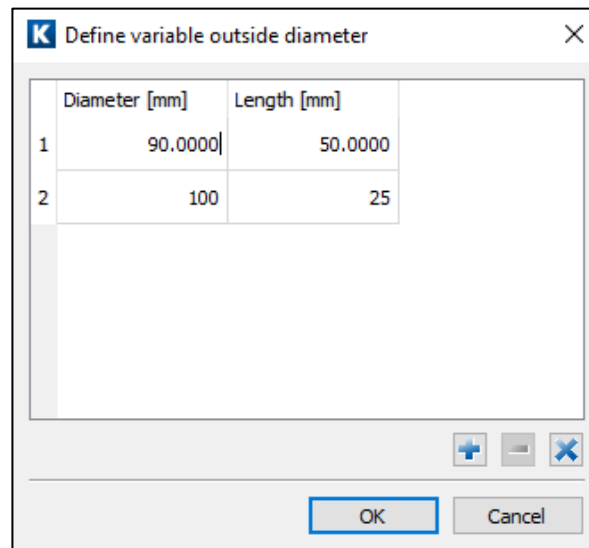 K Define variable outside diameter
Diameter [mm] Length [mm]
1 90.0000 50.0000
2 100 25
OK Cancel